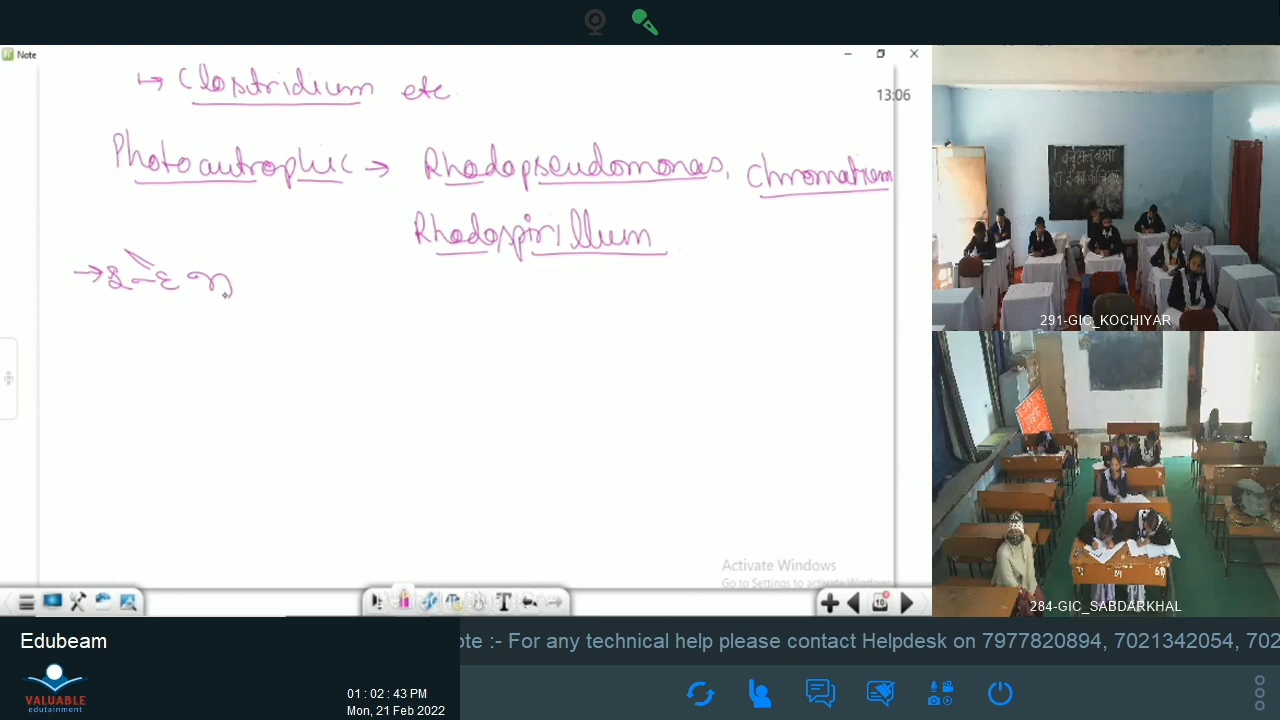 Note
13:06
↳ Clostridium etc
Photoautrophic → Rhodopseudomonas, Chromatium
Rhodospirillum
Activate Windows
Go to Settings to activate Windows
T
10
291-GIC_KOCHIYAR
284-GIC_SABDARKHAL
Edubeam
ote :- For any technical help please contact Helpdesk on 7977820894, 7021342054, 702
VALUABLE
edutainment
01 : 02 : 43 PM
Mon, 21 Feb 2022